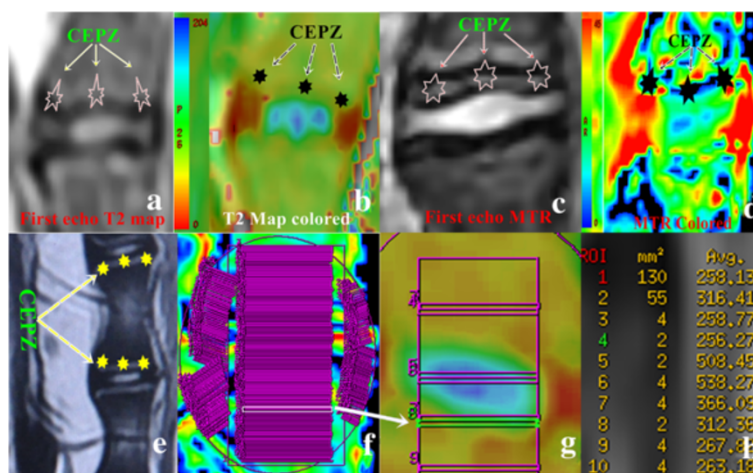 CEPZ
a
First echo T2 map
204
CEPZ
b
T2 Map colored
CEPZ
c
First echo MTR
CEPZ
MTR Colored
CEPZ
e
f
g
ROI mm² Avg.
1 130 258.13
2 55 316.41
3 4 258.77
4 2 256.27
5 2 508.45
6 4 538.27
7 4 366.09
8 2 312.38
9 4 267.8
10 4 263.1